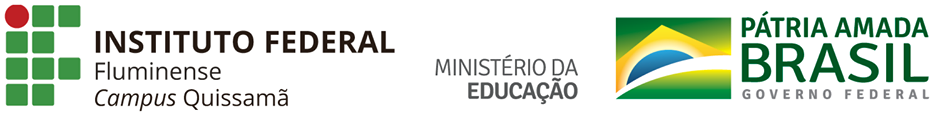 INSTITUTO FEDERAL
Fluminense
Campus Quissamã
MINISTÉRIO DA
EDUCAÇÃO
PÁTRIA AMADA
BRASIL
GOVERNO FEDERAL